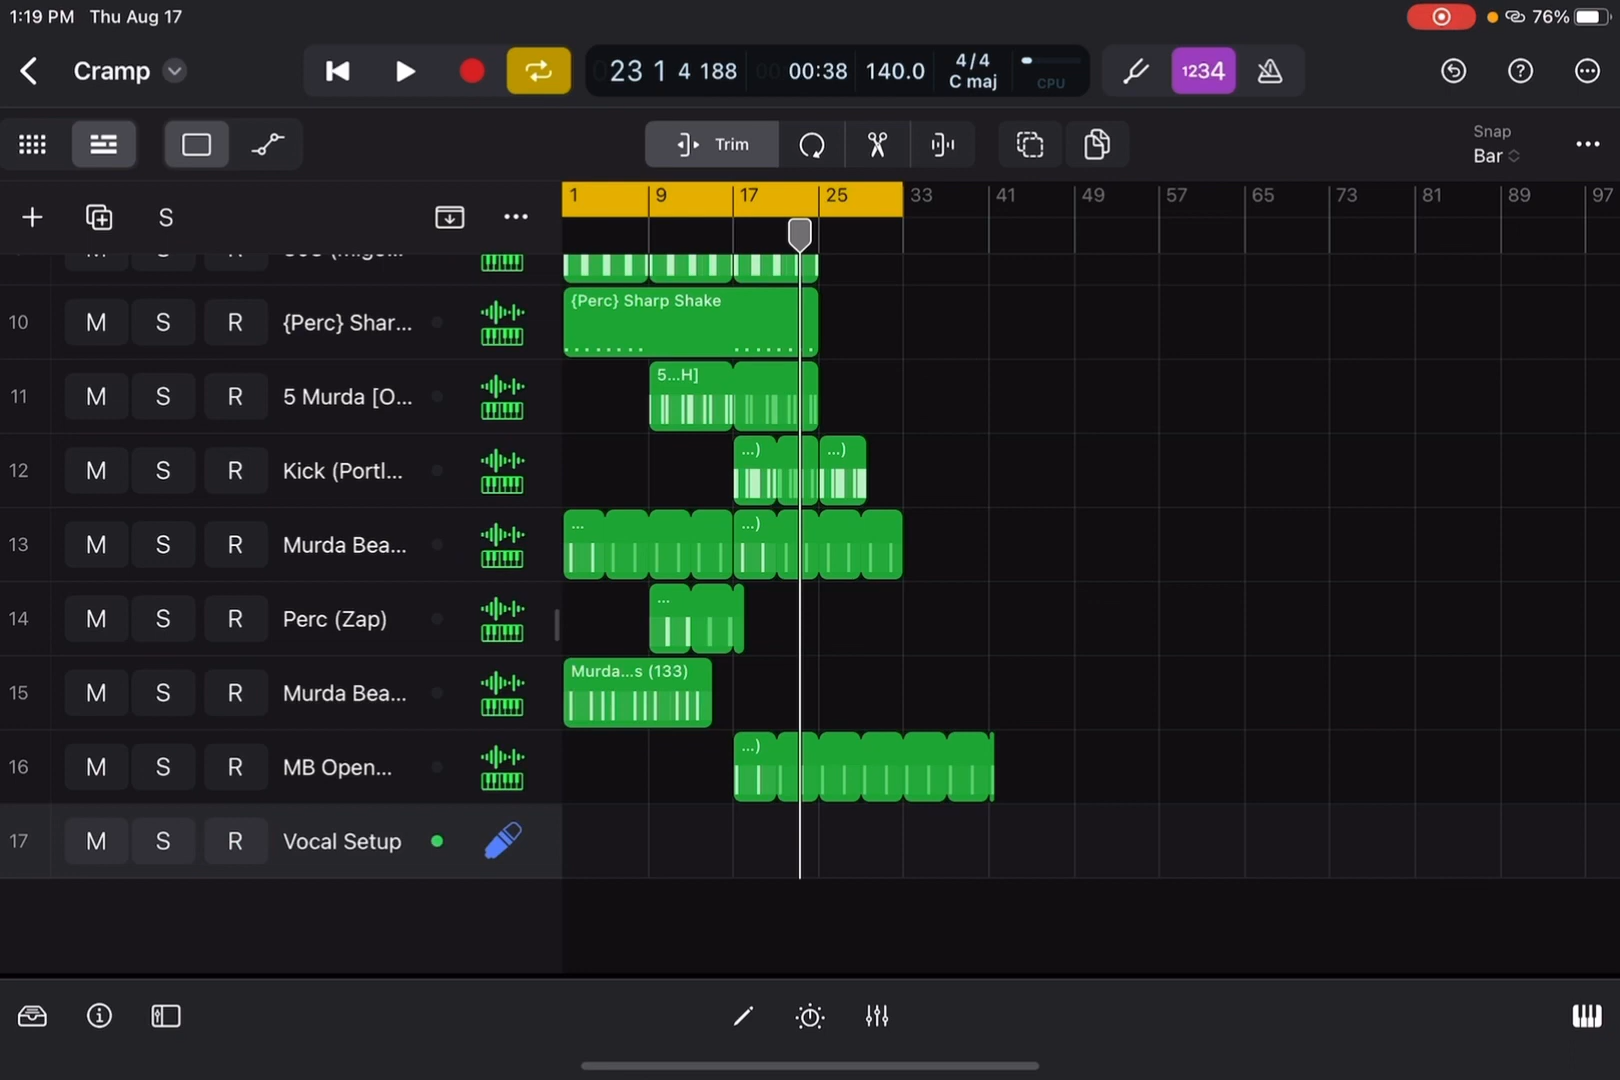 1:19 PM Thu Aug 17
76%
Cramp
23 1 4 188
00:38
140.0
4/4
C maj
CPU
1234
Trim
Snap
Bar
S
1 9 17 25 33 41 49 57 65 73 81 89 97
10 M S R {Perc} Shar...
{Perc} Sharp Shake
11 M S R 5 Murda [O...
5...H]
12 M S R Kick (Portl...
...) ...)
13 M S R Murda Bea...
... ...)
14 M S R Perc (Zap)
...
15 M S R Murda Bea...
Murda...s (133)
16 M S R MB Open...
...)
17 M S R Vocal Setup